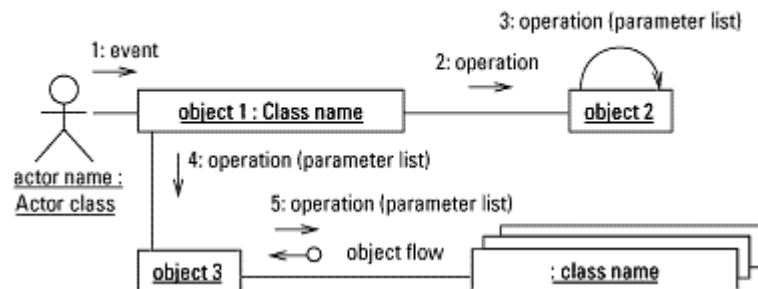 3: operation (parameter list)
1: event
2: operation
object 1 : Class name
object 2
4: operation (parameter list)
actor name :
Actor class
5: operation (parameter list)
object flow
object 3
: class name